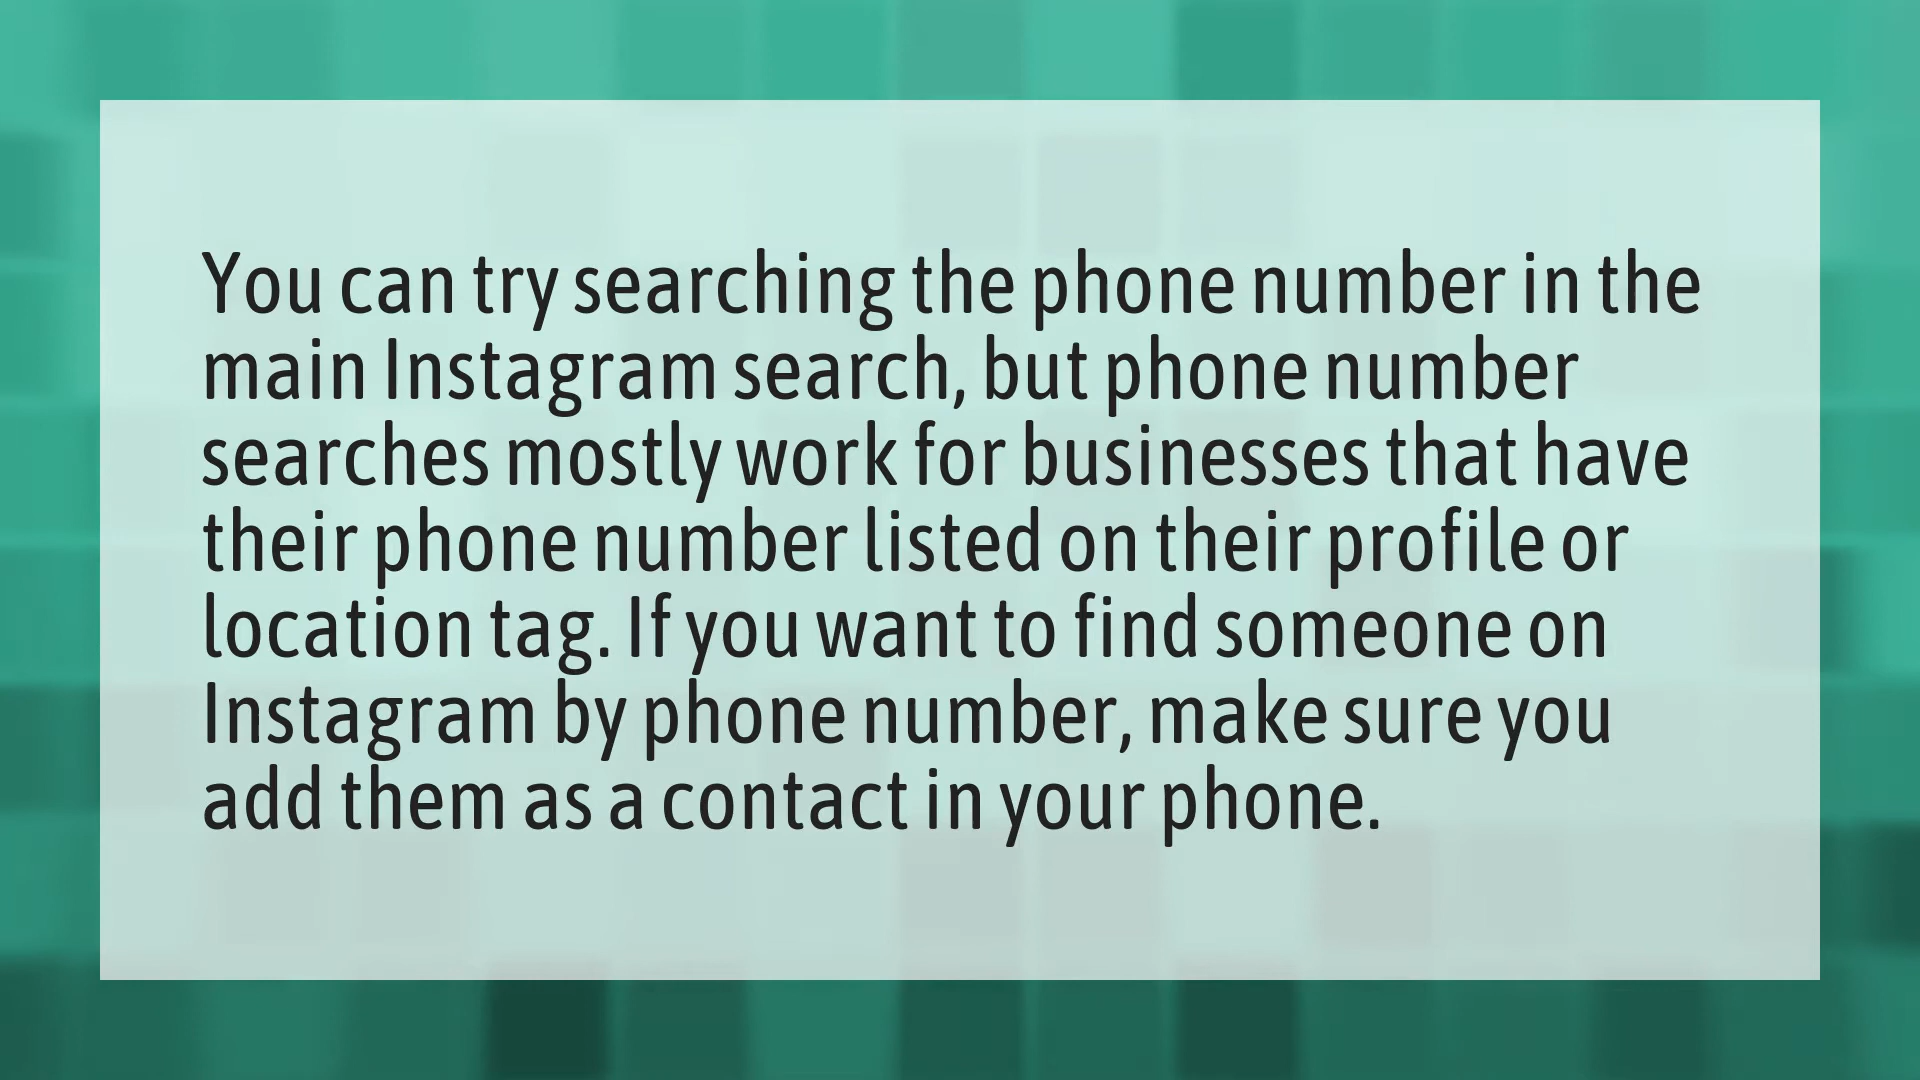 You can try searching the phone number in the
main Instagram search, but phone number
searches mostly work for businesses that have
their phone number listed on their profile or
location tag. If you want to find someone on
Instagram by phone number, make sure you
add them as a contact in your phone.